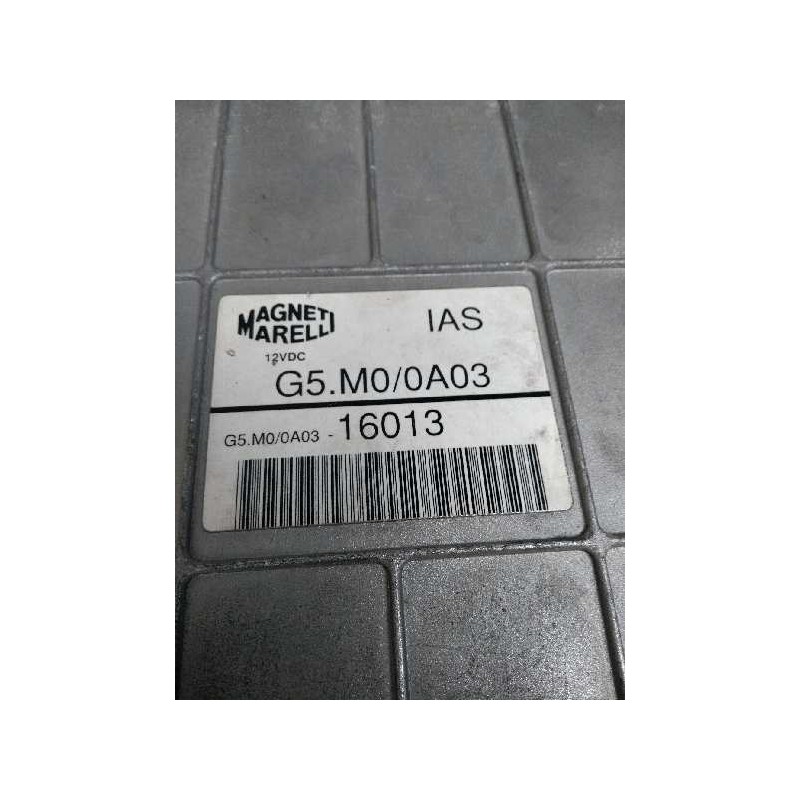 MAGNETI
MARELLI
IAS
12VDC
G5.M0/0A03
G5.M0/0A03 - 16013